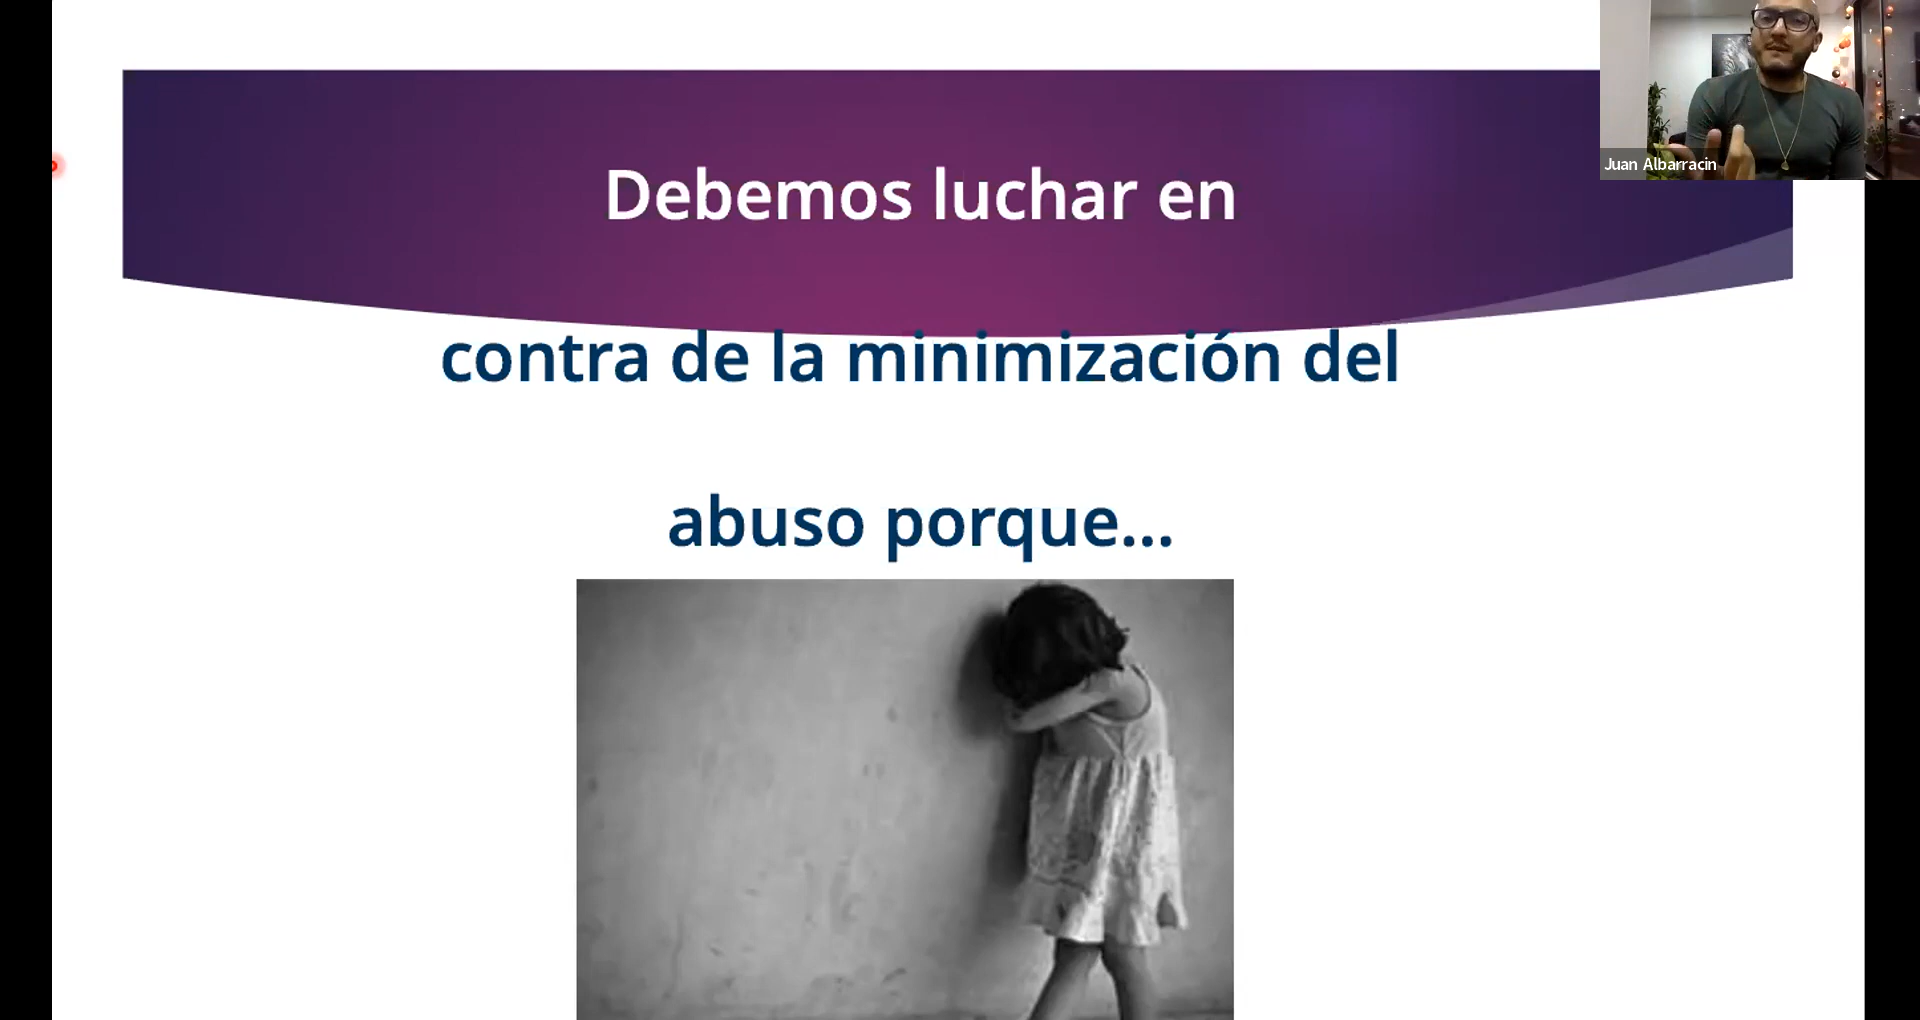 Juan Albarracin
Debemos luchar en
contra de la minimización del
abuso porque...